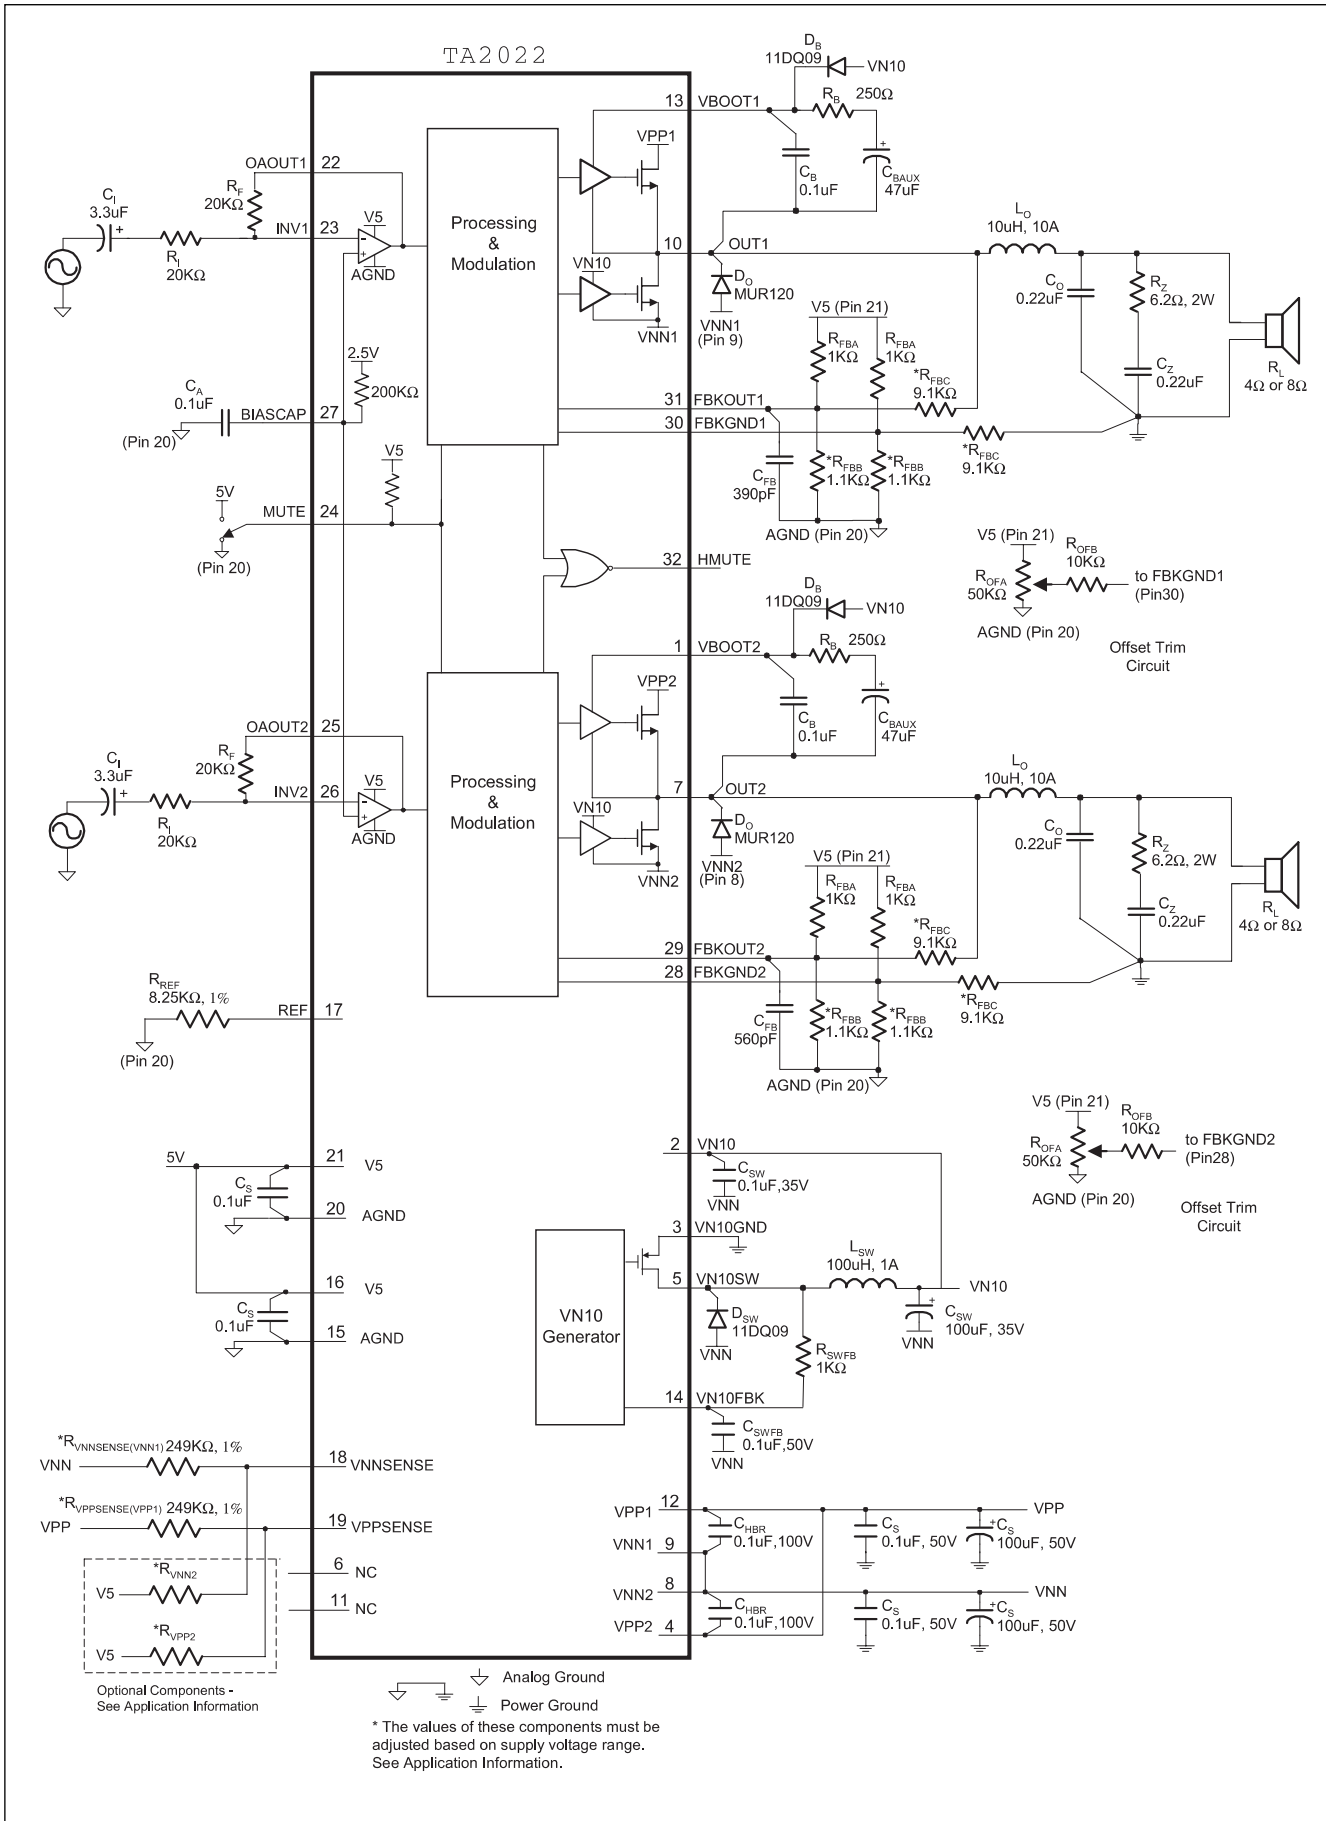 TA2022
D_B
11DQ09
VN10
13 VBOOT1
R_B 250Ω
VPP1
C_B
0.1uF
+
C_BAUX
47uF
OAOUT1 22
C_I
3.3uF
+
R_F
20KΩ
INV1 23
V5
-
+
AGND
R_I
20KΩ
Processing
&
Modulation
VN10
VNN1
10 OUT1
L_O
10uH, 10A
D_O
MUR120
VNN1
(Pin 9)
C_O
0.22uF
R_Z
6.2Ω, 2W
C_Z
0.22uF
R_L
4Ω or 8Ω
V5 (Pin 21)
R_FBA
1KΩ
R_FBA
1KΩ
*R_FBC
9.1KΩ
31 FBKOUT1
30 FBKGND1
*R_FBC
9.1KΩ
C_FB
390pF
*R_FBB
1.1KΩ
*R_FBB
1.1KΩ
AGND (Pin 20)
2.5V
200KΩ
C_A
0.1uF
BIASCAP 27
(Pin 20)
V5
5V
MUTE 24
(Pin 20)
32 HMUTE
V5 (Pin 21)
R_OFA
50KΩ
R_OFB
10KΩ
to FBKGND1
(Pin30)
AGND (Pin 20)
Offset Trim
Circuit
D_B
11DQ09
VN10
1 VBOOT2
R_B 250Ω
VPP2
C_B
0.1uF
+
C_BAUX
47uF
OAOUT2 25
C_I
3.3uF
+
R_F
20KΩ
INV2 26
V5
-
+
AGND
R_I
20KΩ
Processing
&
Modulation
VN10
VNN2
7 OUT2
L_O
10uH, 10A
D_O
MUR120
VNN2
(Pin 8)
C_O
0.22uF
R_Z
6.2Ω, 2W
C_Z
0.22uF
R_L
4Ω or 8Ω
V5 (Pin 21)
R_FBA
1KΩ
R_FBA
1KΩ
*R_FBC
9.1KΩ
29 FBKOUT2
28 FBKGND2
*R_FBC
9.1KΩ
C_FB
560pF
*R_FBB
1.1KΩ
*R_FBB
1.1KΩ
AGND (Pin 20)
R_REF
8.25KΩ, 1%
REF 17
(Pin 20)
V5 (Pin 21)
R_OFA
50KΩ
R_OFB
10KΩ
to FBKGND2
(Pin28)
AGND (Pin 20)
Offset Trim
Circuit
5V
21 V5
C_S
0.1uF
20 AGND
16 V5
C_S
0.1uF
15 AGND
2 VN10
C_SW
0.1uF,35V
VNN
3 VN10GND
VN10
Generator
5 VN10SW
L_SW
100uH, 1A
VN10
D_SW
11DQ09
VNN
+
C_SW
100uF, 35V
VNN
R_SWFB
1KΩ
14 VN10FBK
C_SWFB
0.1uF,50V
VNN
*R_VNNSENSE(VNN1) 249KΩ, 1%
VNN
18 VNNSENSE
*R_VPPSENSE(VPP1) 249KΩ, 1%
VPP
19 VPPSENSE
6 NC
11 NC
*R_VNN2
V5
*R_VPP2
V5
Optional Components -
See Application Information
VPP1 12
VPP
C_HBR
0.1uF,100V
C_S
0.1uF, 50V
+C_S
100uF, 50V
VNN1 9
VNN2 8
VNN
C_HBR
0.1uF,100V
C_S
0.1uF, 50V
+C_S
100uF, 50V
VPP2 4
Analog Ground
Power Ground
* The values of these components must be
adjusted based on supply voltage range.
See Application Information.